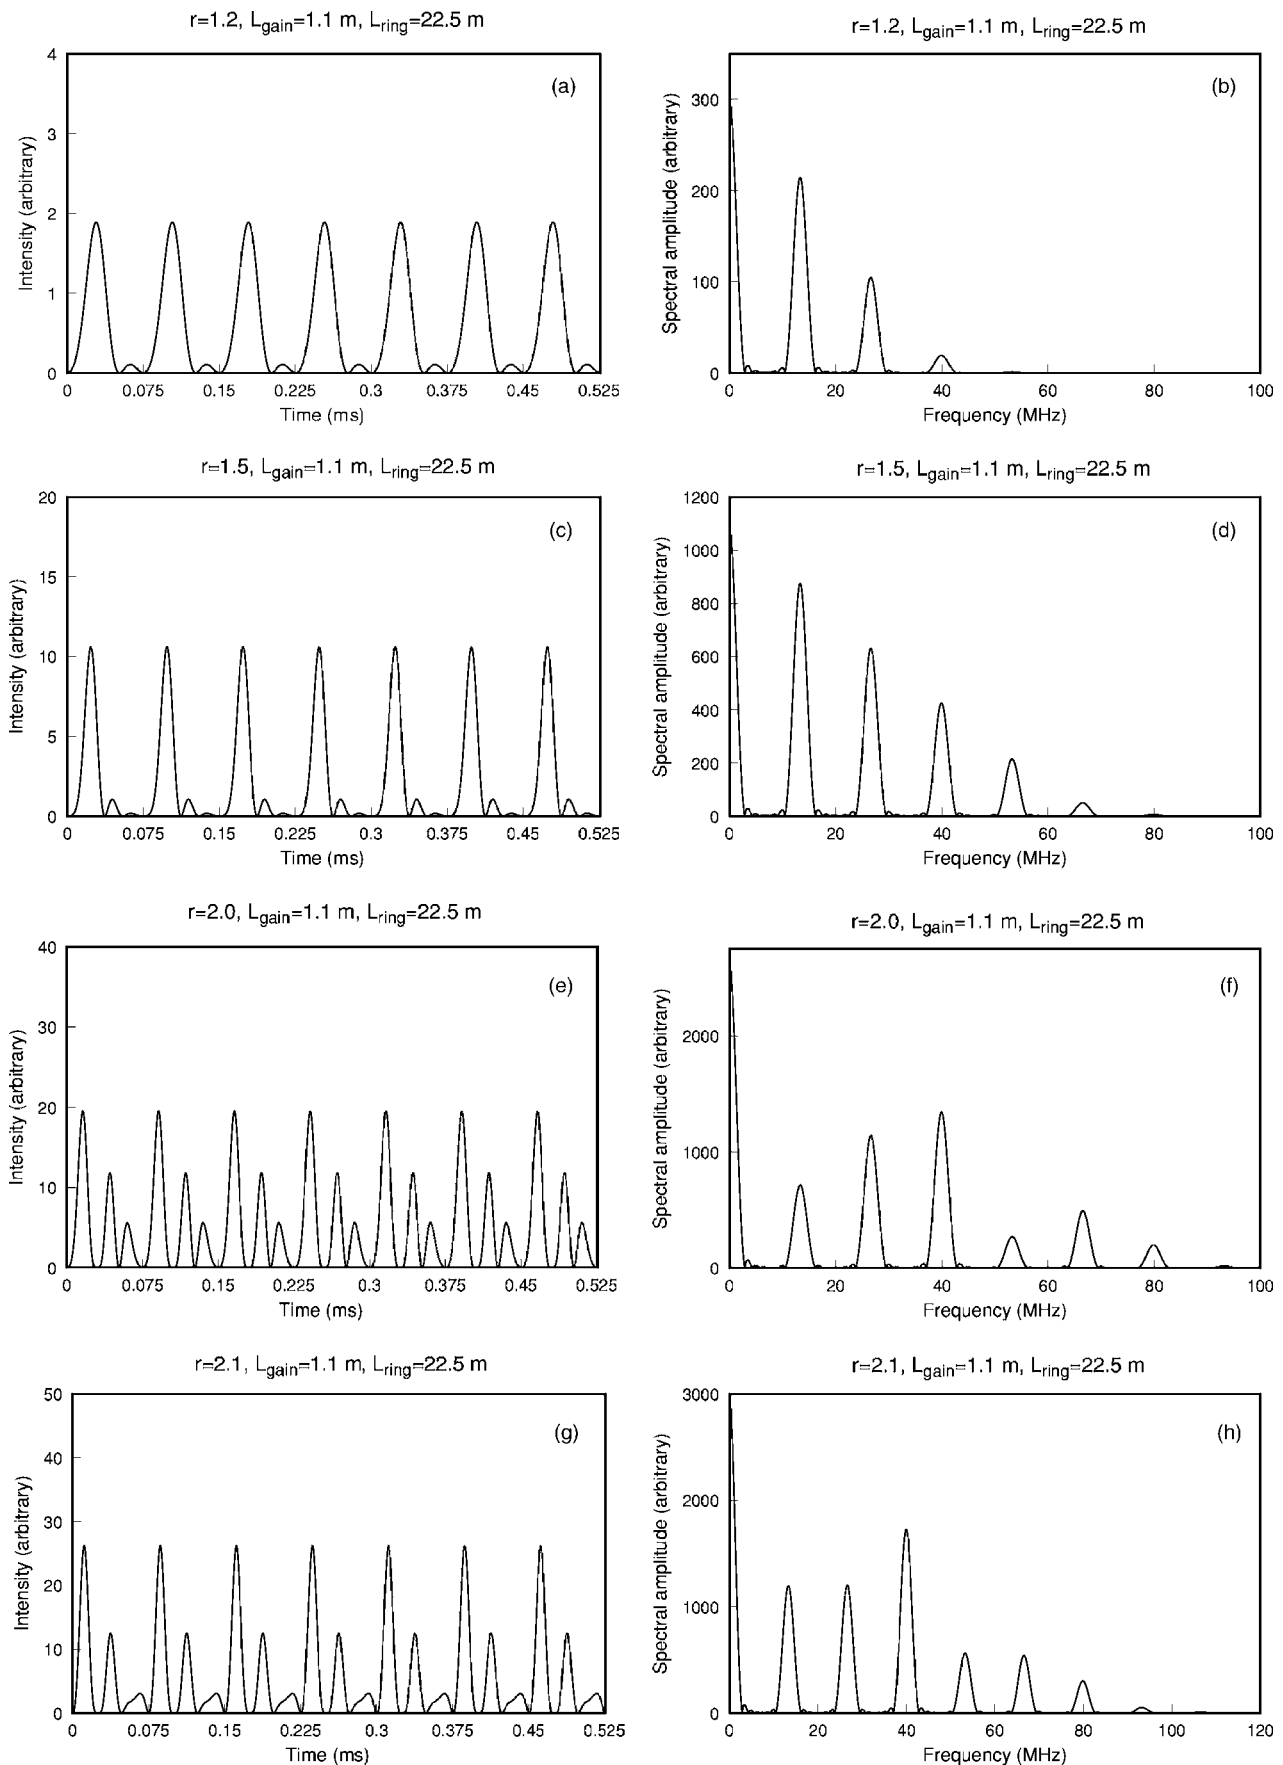 r=1.2, Lgain=1.1 m, Lring=22.5 m
(a)
Intensity (arbitrary)
4
3
2
1
0
0 0.075 0.15 0.225 0.3 0.375 0.45 0.525
Time (ms)
r=1.2, Lgain=1.1 m, Lring=22.5 m
(b)
Spectral amplitude (arbitrary)
300
200
100
0
0 20 40 60 80 100
Frequency (MHz)
r=1.5, Lgain=1.1 m, Lring=22.5 m
(c)
Intensity (arbitrary)
20
15
10
5
0
0 0.075 0.15 0.225 0.3 0.375 0.45 0.525
Time (ms)
r=1.5, Lgain=1.1 m, Lring=22.5 m
(d)
Spectral amplitude (arbitrary)
1200
1000
800
600
400
200
0
0 20 40 60 80 100
Frequency (MHz)
r=2.0, Lgain=1.1 m, Lring=22.5 m
(e)
Intensity (arbitrary)
40
30
20
10
0
0 0.075 0.15 0.225 0.3 0.375 0.45 0.525
Time (ms)
r=2.0, Lgain=1.1 m, Lring=22.5 m
(f)
Spectral amplitude (arbitrary)
2000
1000
0
0 20 40 60 80 100
Frequency (MHz)
r=2.1, Lgain=1.1 m, Lring=22.5 m
(g)
Intensity (arbitrary)
50
40
30
20
10
0
0 0.075 0.15 0.225 0.3 0.375 0.45 0.525
Time (ms)
r=2.1, Lgain=1.1 m, Lring=22.5 m
(h)
Spectral amplitude (arbitrary)
3000
2000
1000
0
0 20 40 60 80 100 120
Frequency (MHz)